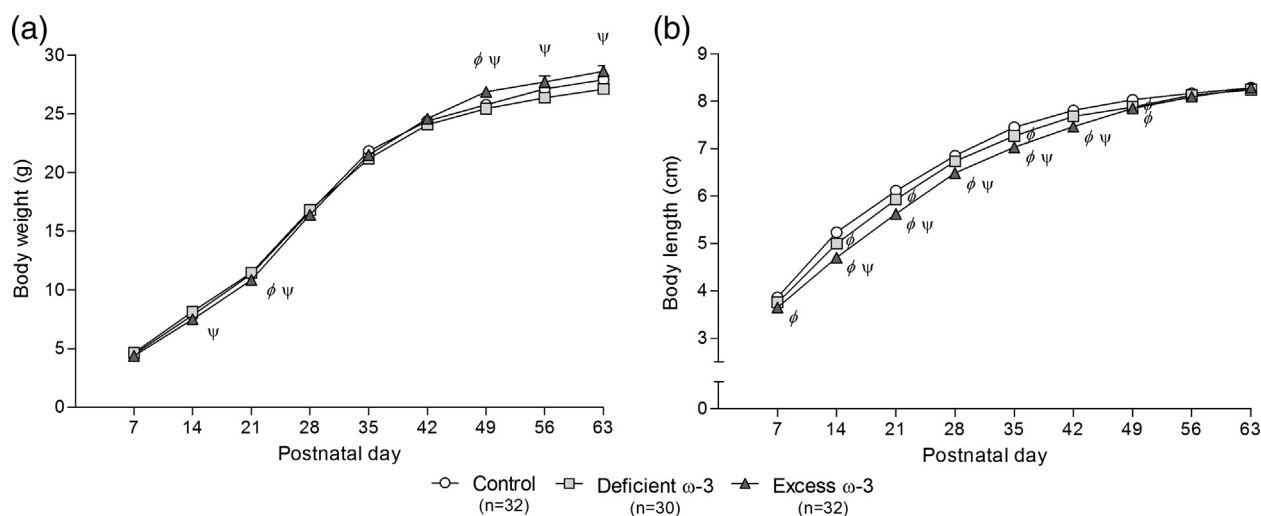 (a)
30
25
20
15
10
5
0
Body weight (g)
ψ
ϕ ψ
ϕ ψ
ψ
ψ
7 14 21 28 35 42 49 56 63
Postnatal day
(b)
9
8
7
6
5
4
3
0
Body length (cm)
ϕ
ϕ
ϕ ψ
ϕ
ϕ ψ
ϕ ψ
ϕ
ϕ ψ
ϕ ψ
ϕ
ϕ
7 14 21 28 35 42 49 56 63
Postnatal day
Control Deficient ω-3 Excess ω-3
(n=32) (n=30) (n=32)